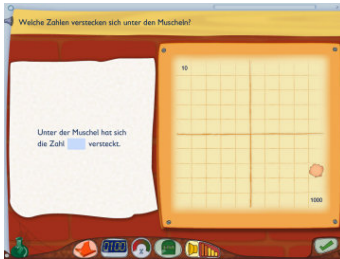 Welche Zahlen verstecken sich unter den Muscheln?
10
Unter der Muschel hat sich
die Zahl versteckt.
1000